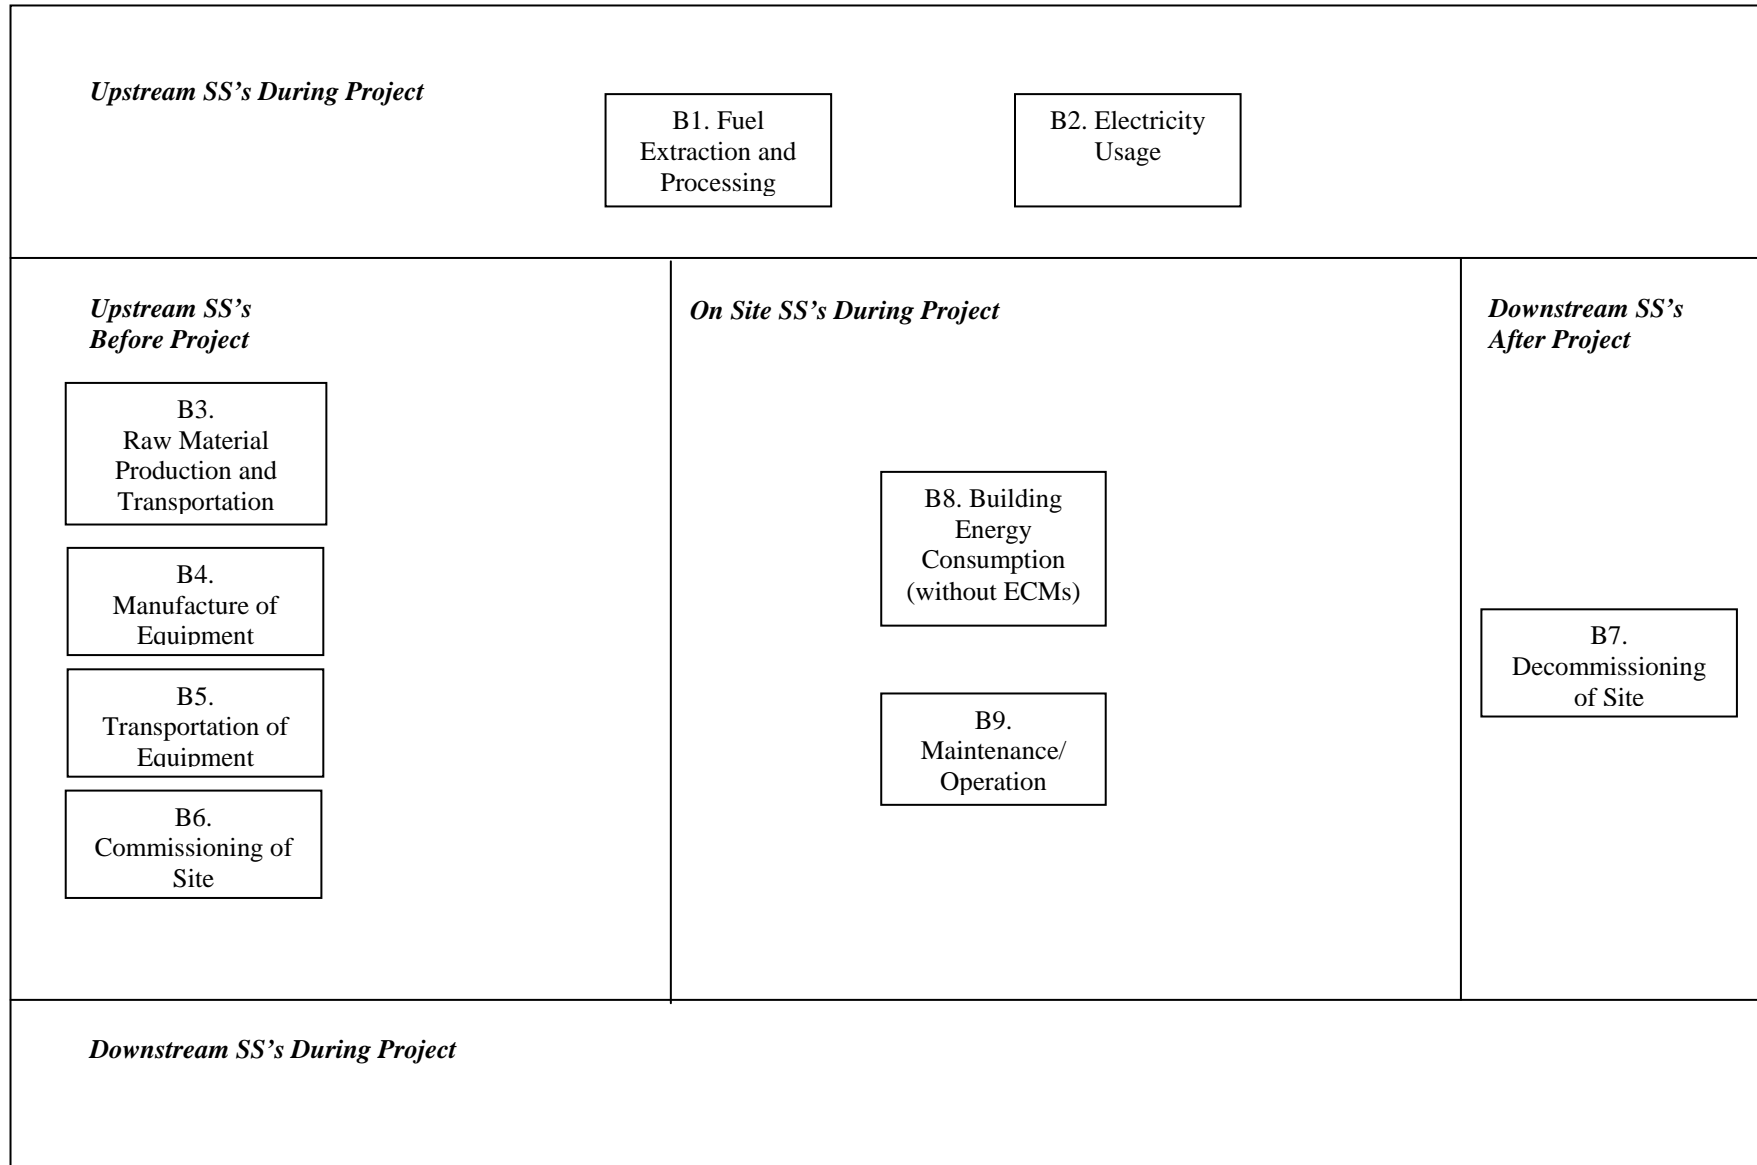 Upstream SS’s During Project
B1. Fuel
Extraction and
Processing
B2. Electricity
Usage
Upstream SS’s
Before Project
B3.
Raw Material
Production and
Transportation
B4.
Manufacture of
Equipment
B5.
Transportation of
Equipment
B6.
Commissioning of
Site
On Site SS’s During Project
B8. Building
Energy
Consumption
(without ECMs)
B9.
Maintenance/
Operation
Downstream SS’s
After Project
B7.
Decommissioning
of Site
Downstream SS’s During Project